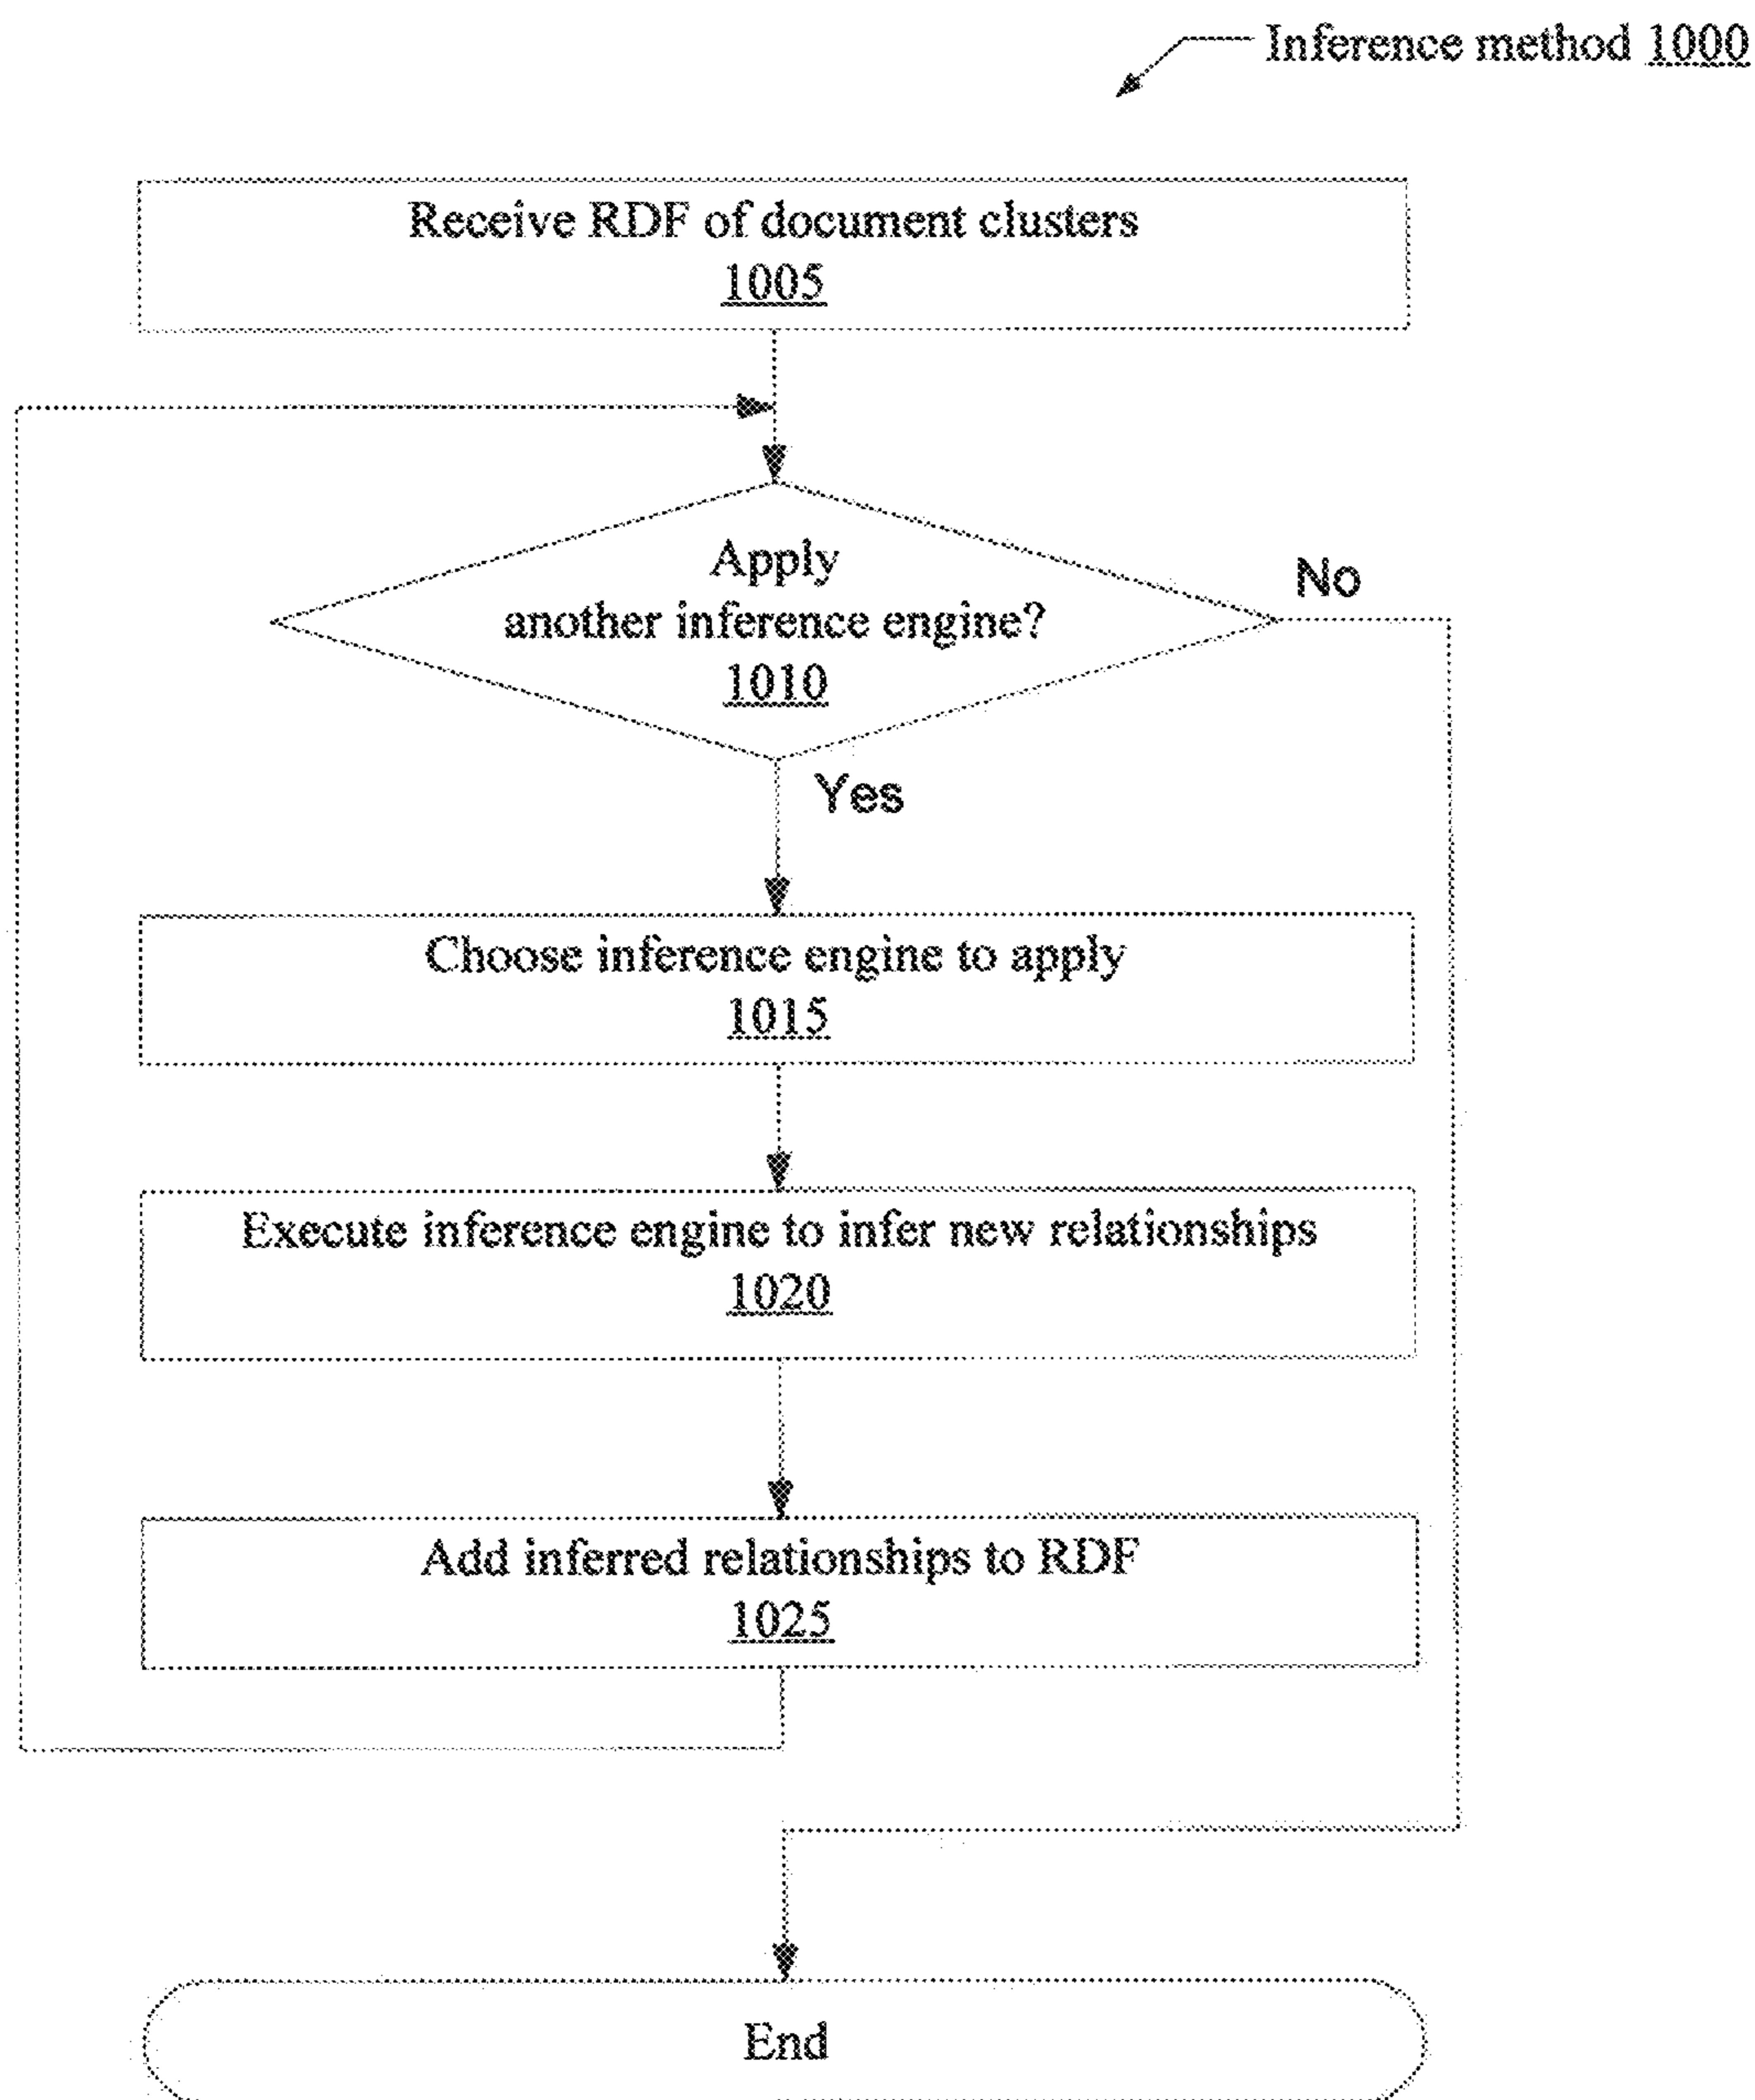 Inference method 1000
Receive RDF of document clusters
1005
Apply
another inference engine?
1010
No
Yes
Choose inference engine to apply
1015
Execute inference engine to infer new relationships
1020
Add inferred relationships to RDF
1025
End